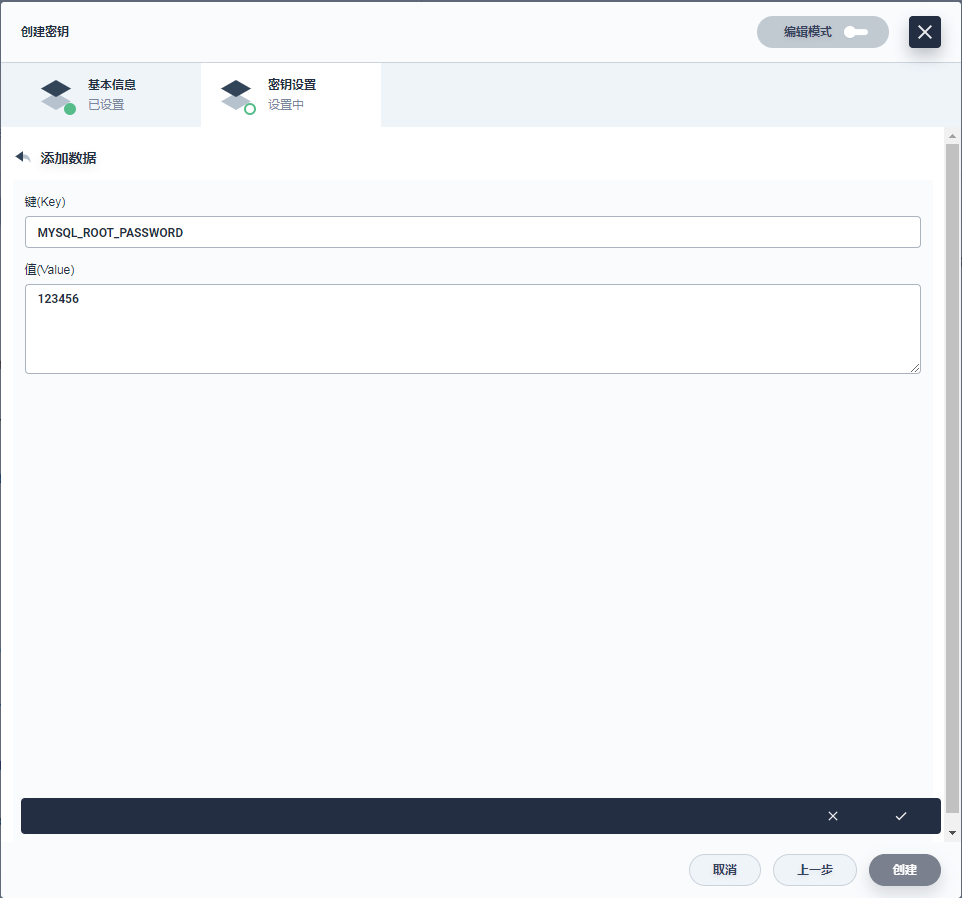 创建密钥
编辑模式
基本信息
已设置
密钥设置
设置中
添加数据
键(Key)
MYSQL_ROOT_PASSWORD
值(Value)
123456
取消
上一步
创建